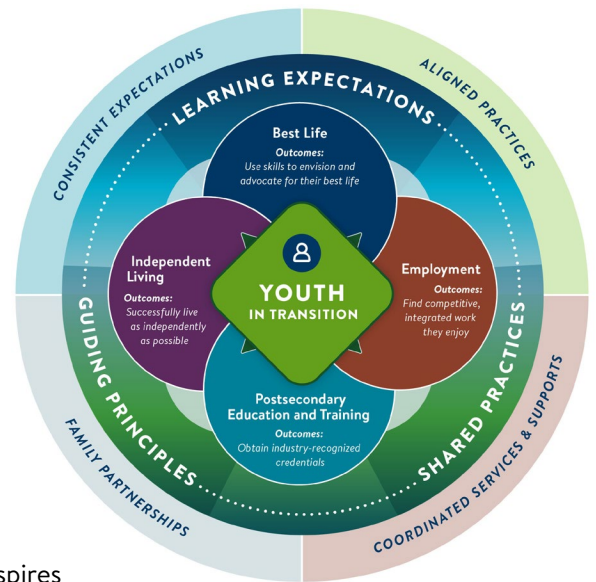 CONSISTENT EXPECTATIONS
ALIGNED PRACTICES
LEARNING EXPECTATIONS
Best Life
Outcomes:
Use skills to envision and
advocate for their best life
Independent
Living
Outcomes:
Successfully live
as independently
as possible
YOUTH
IN TRANSITION
Employment
Outcomes:
Find competitive,
integrated work
they enjoy
Postsecondary
Education and Training
Outcomes:
Obtain industry-recognized
credentials
GUIDING PRINCIPLES
SHARED PRACTICES
FAMILY PARTNERSHIPS
COORDINATED SERVICES & SUPPORTS